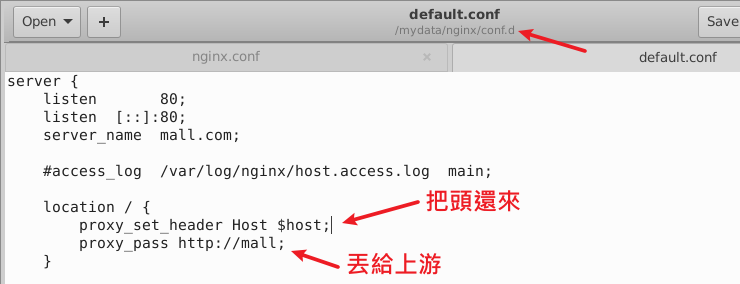 Open
+
default.conf
/mydata/nginx/conf.d
Save
nginx.conf ×
default.conf
server {
    listen       80;
    listen  [::]:80;
    server_name  mall.com;

    #access_log  /var/log/nginx/host.access.log  main;

    location / {
        proxy_set_header Host $host;
把頭還來
        proxy_pass http://mall;
丟給上游
    }